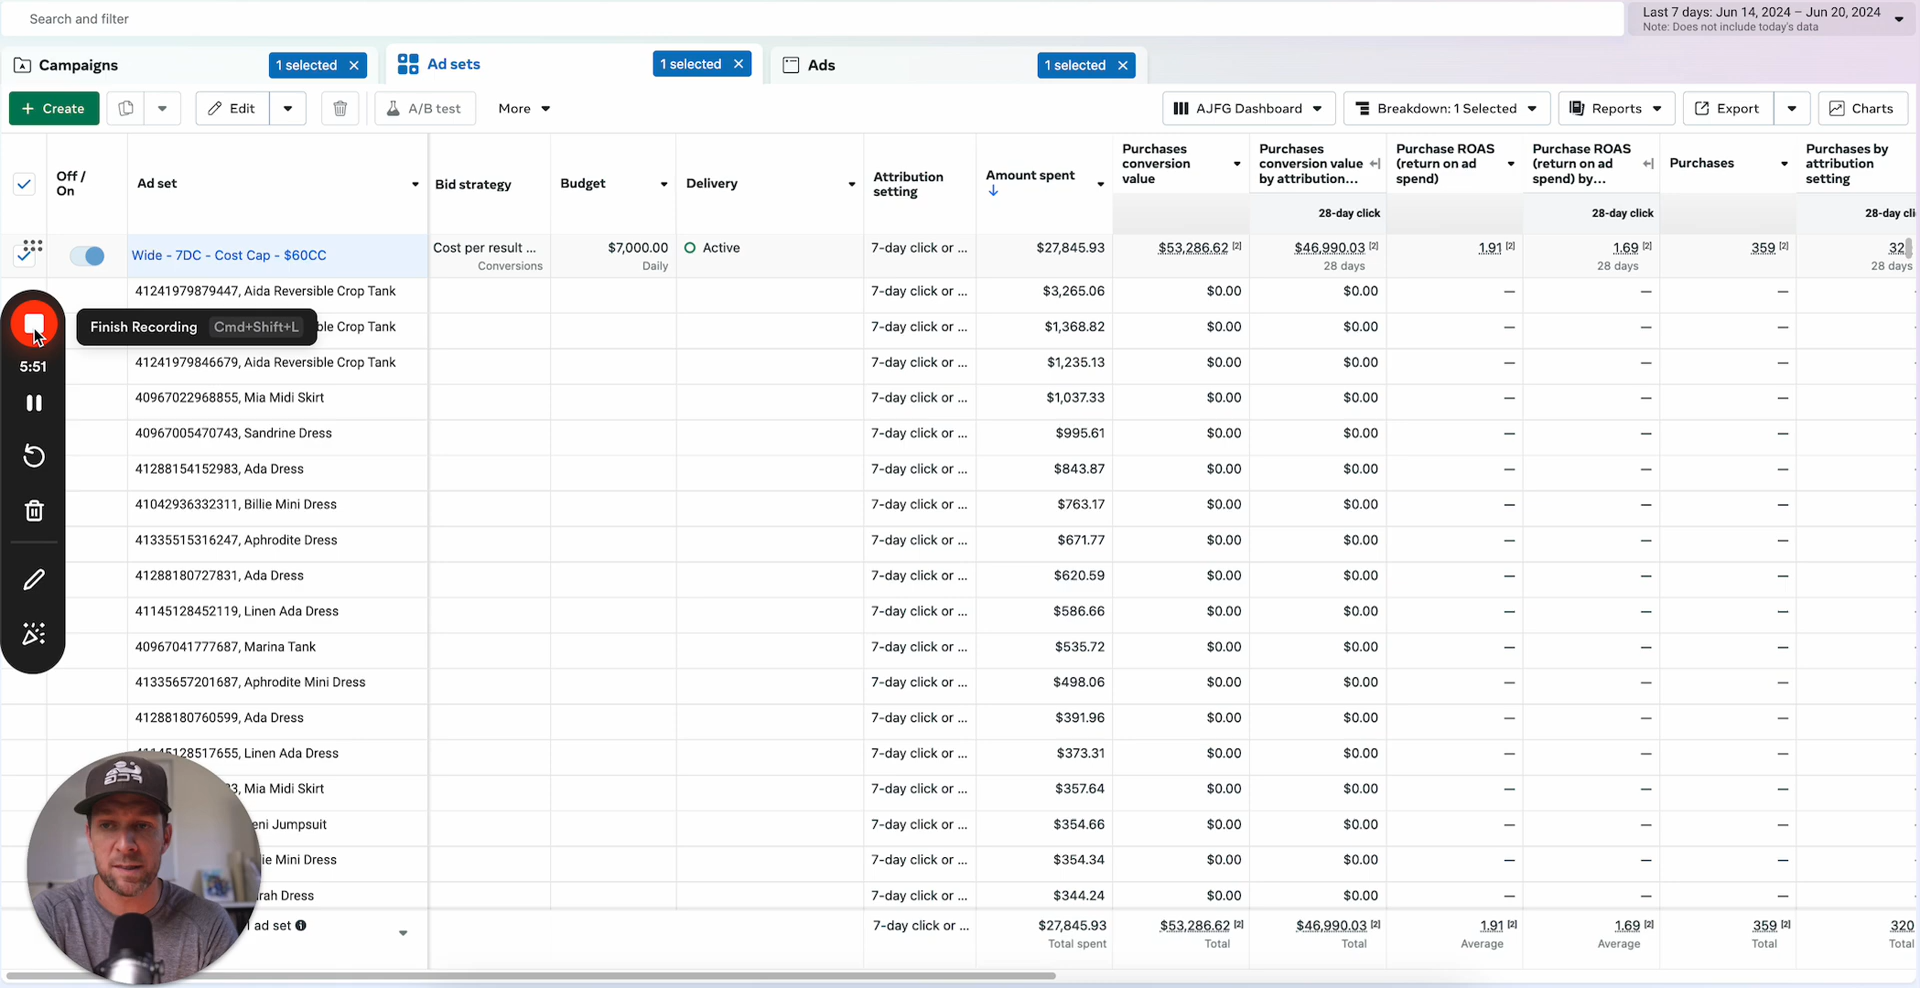 Search and filter
Last 7 days: Jun 14, 2024 – Jun 20, 2024
Note: Does not include today's data
Campaigns
1 selected
Ad sets
1 selected
Ads
1 selected
+ Create
Edit
A/B test
More
AJFG Dashboard
Breakdown: 1 Selected
Reports
Export
Charts
Off / On
Ad set
Bid strategy
Budget
Delivery
Attribution setting
Amount spent
Purchases conversion value
Purchases conversion value by attribution...
Purchase ROAS (return on ad spend)
Purchase ROAS (return on ad spend) by...
Purchases
Purchases by attribution setting
28-day click
28-day click
28-day cli
Wide - 7DC - Cost Cap - $60CC Cost per result ... $7,000.00 Active 7-day click or ... $27,845.93 $53,286.62 [2] $46,990.03 [2] 1.91 [2] 1.69 [2] 359 [2] 32
Conversions Daily 28 days 28 days 28 days
41241979879447, Aida Reversible Crop Tank 7-day click or ... $3,265.06 $0.00 $0.00 — — —
Finish Recording Cmd+Shift+L ble Crop Tank 7-day click or ... $1,368.82 $0.00 $0.00 — — —
5:51
41241979846679, Aida Reversible Crop Tank 7-day click or ... $1,235.13 $0.00 $0.00 — — —
40967022968855, Mia Midi Skirt 7-day click or ... $1,037.33 $0.00 $0.00 — — —
40967005470743, Sandrine Dress 7-day click or ... $995.61 $0.00 $0.00 — — —
41288154152983, Ada Dress 7-day click or ... $843.87 $0.00 $0.00 — — —
41042936332311, Billie Mini Dress 7-day click or ... $763.17 $0.00 $0.00 — — —
41335515316247, Aphrodite Dress 7-day click or ... $671.77 $0.00 $0.00 — — —
41288180727831, Ada Dress 7-day click or ... $620.59 $0.00 $0.00 — — —
41145128452119, Linen Ada Dress 7-day click or ... $586.66 $0.00 $0.00 — — —
40967041777687, Marina Tank 7-day click or ... $535.72 $0.00 $0.00 — — —
41335657201687, Aphrodite Mini Dress 7-day click or ... $498.06 $0.00 $0.00 — — —
41288180760599, Ada Dress 7-day click or ... $391.96 $0.00 $0.00 — — —
41145128517655, Linen Ada Dress 7-day click or ... $373.31 $0.00 $0.00 — — —
3, Mia Midi Skirt 7-day click or ... $357.64 $0.00 $0.00 — — —
eni Jumpsuit 7-day click or ... $354.66 $0.00 $0.00 — — —
ie Mini Dress 7-day click or ... $354.34 $0.00 $0.00 — — —
rah Dress 7-day click or ... $344.24 $0.00 $0.00 — — —
ad set 7-day click or ... $27,845.93 $53,286.62 [2] $46,990.03 [2] 1.91 [2] 1.69 [2] 359 [2] 320
Total spent Total Total Average Average Total Total